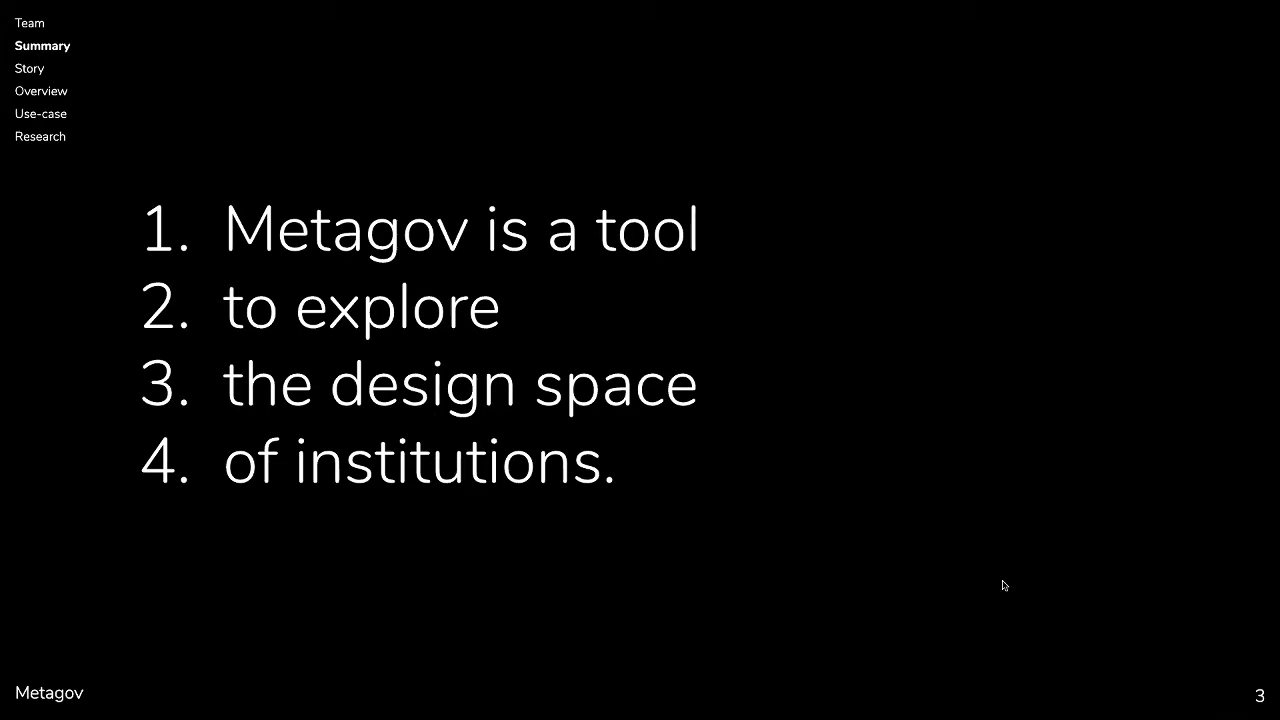 Team
Summary
Story
Overview
Use-case
Research
1. Metagov is a tool
2. to explore
3. the design space
4. of institutions.
Metagov
3